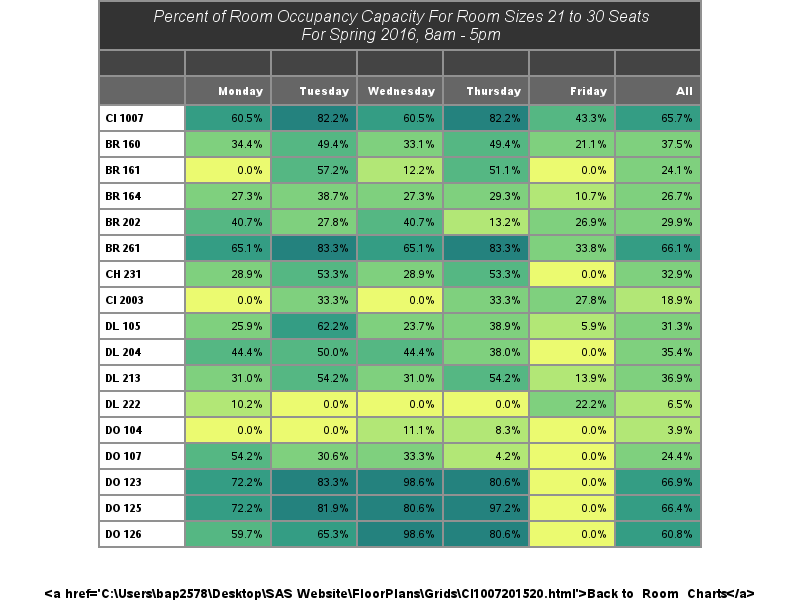 Percent of Room Occupancy Capacity For Room Sizes 21 to 30 Seats
For Spring 2016, 8am - 5pm
Monday Tuesday Wednesday Thursday Friday All
CI 1007 60.5% 82.2% 60.5% 82.2% 43.3% 65.7%
BR 160 34.4% 49.4% 33.1% 49.4% 21.1% 37.5%
BR 161 0.0% 57.2% 12.2% 51.1% 0.0% 24.1%
BR 164 27.3% 38.7% 27.3% 29.3% 10.7% 26.7%
BR 202 40.7% 27.8% 40.7% 13.2% 26.9% 29.9%
BR 261 65.1% 83.3% 65.1% 83.3% 33.8% 66.1%
CH 231 28.9% 53.3% 28.9% 53.3% 0.0% 32.9%
CI 2003 0.0% 33.3% 0.0% 33.3% 27.8% 18.9%
DL 105 25.9% 62.2% 23.7% 38.9% 5.9% 31.3%
DL 204 44.4% 50.0% 44.4% 38.0% 0.0% 35.4%
DL 213 31.0% 54.2% 31.0% 54.2% 13.9% 36.9%
DL 222 10.2% 0.0% 0.0% 0.0% 22.2% 6.5%
DO 104 0.0% 0.0% 11.1% 8.3% 0.0% 3.9%
DO 107 54.2% 30.6% 33.3% 4.2% 0.0% 24.4%
DO 123 72.2% 83.3% 98.6% 80.6% 0.0% 66.9%
DO 125 72.2% 81.9% 80.6% 97.2% 0.0% 66.4%
DO 126 59.7% 65.3% 98.6% 80.6% 0.0% 60.8%
<a href='C:\Users\bap2578\Desktop\SAS Website\FloorPlans\Grids\CI1007201520.html'>Back to Room Charts</a>